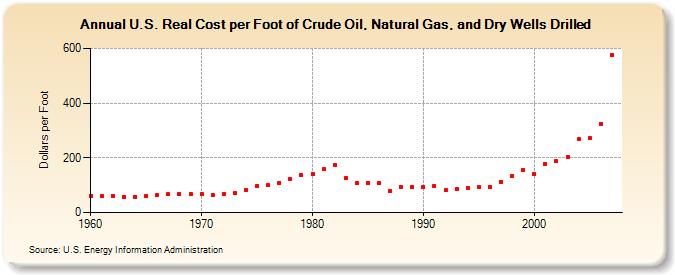 Annual U.S. Real Cost per Foot of Crude Oil, Natural Gas, and Dry Wells Drilled
Dollars per Foot
600
400
200
0
1960 1970 1980 1990 2000
Source: U.S. Energy Information Administration